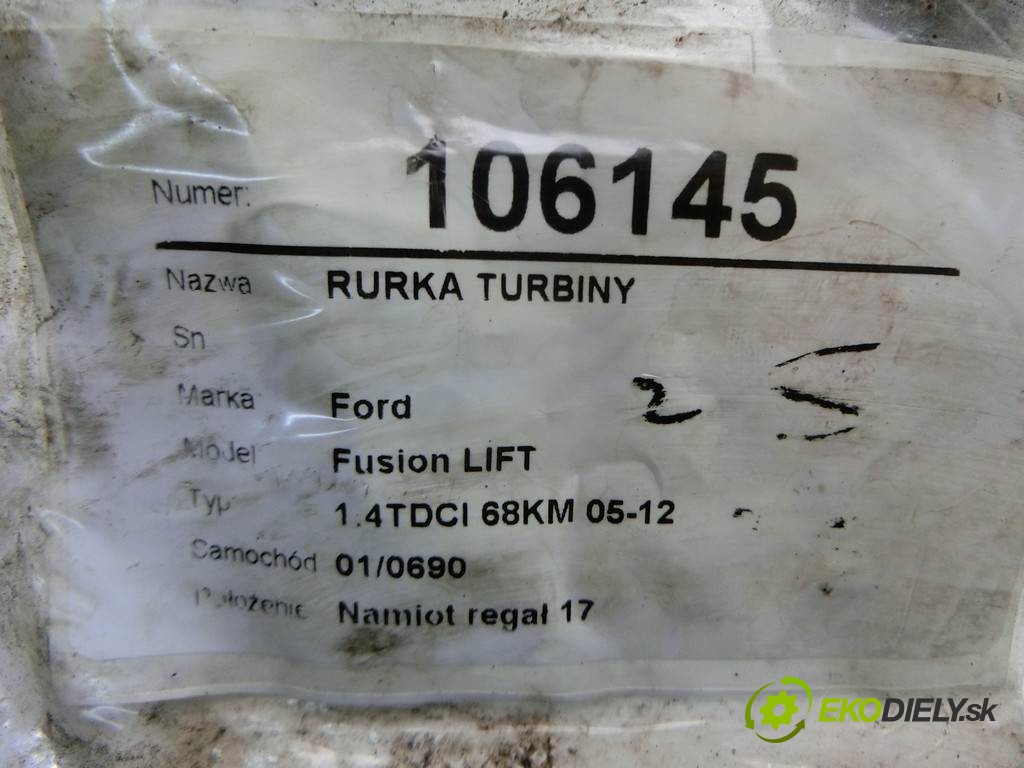 Numer: 106145
Nazwa RURKA TURBINY
Sn
Marka Ford
Model Fusion LIFT
Typ 1.4TDCI 68KM 05-12
Samochód 01/0690
Położenie Namiot regał 17
25
EKODIELY.sk